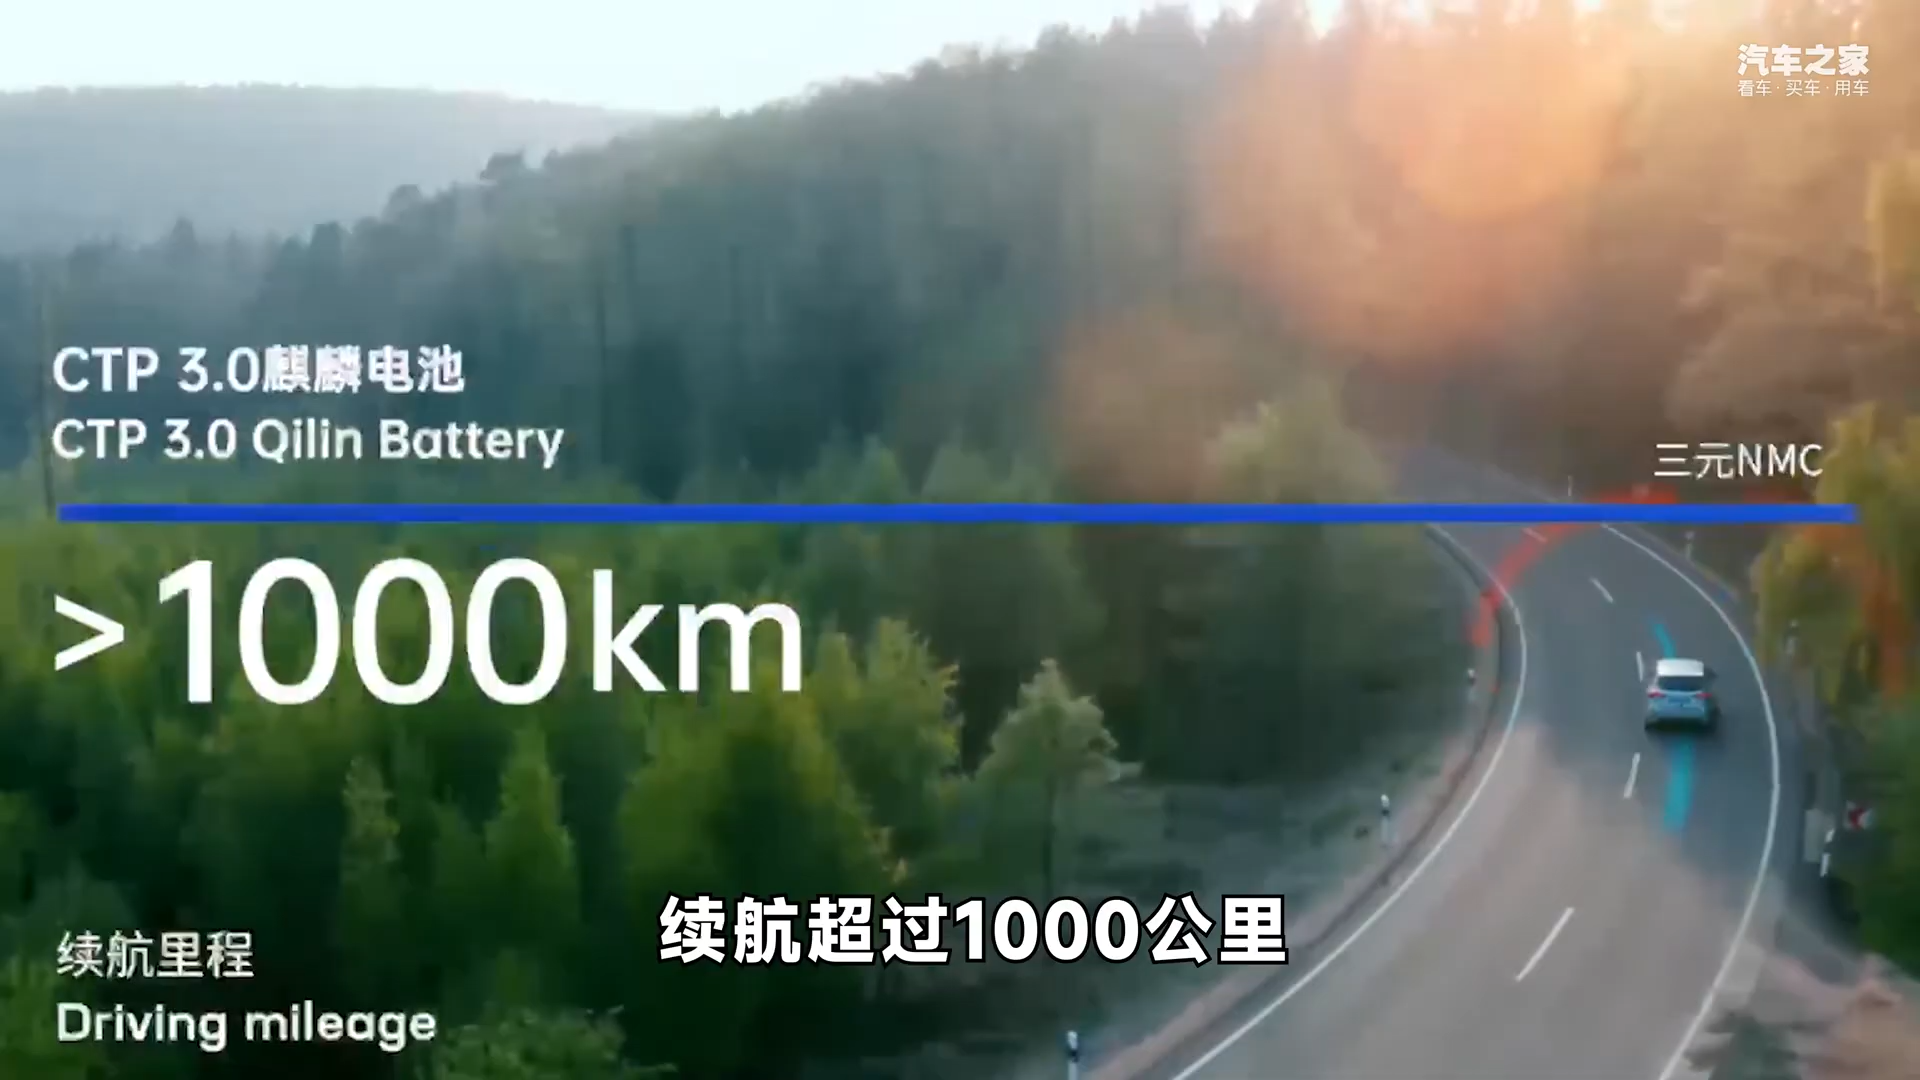 汽车之家
看车·买车·用车
CTP 3.0麒麟电池
CTP 3.0 Qilin Battery
三元NMC
>1000km
续航超过1000公里
续航里程
Driving mileage